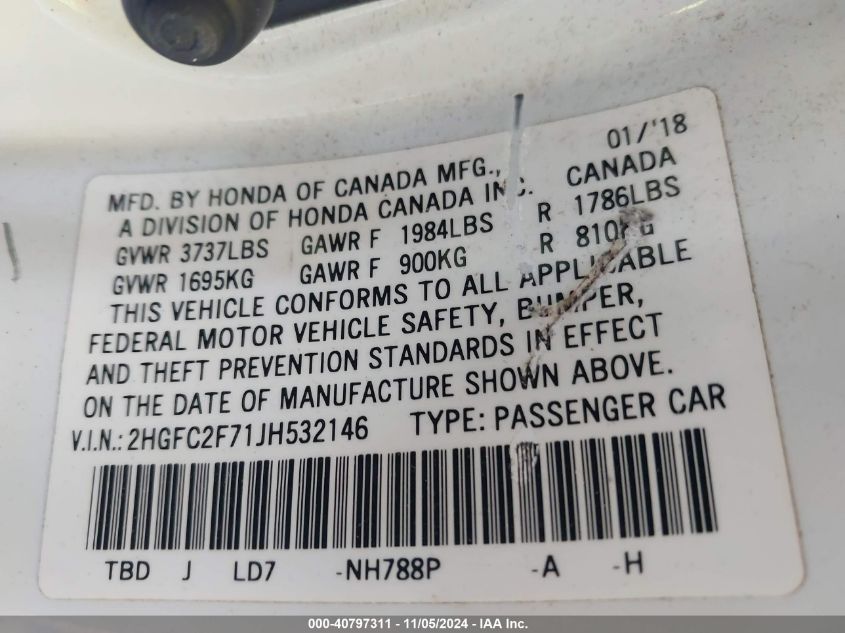 01/'18
MFD. BY HONDA OF CANADA MFG.,
A DIVISION OF HONDA CANADA INC. CANADA
GVWR 3737LBS GAWR F 1984LBS R 1786LBS
GVWR 1695KG GAWR F 900KG R 810KG
THIS VEHICLE CONFORMS TO ALL APPLICABLE
FEDERAL MOTOR VEHICLE SAFETY, BUMPER,
AND THEFT PREVENTION STANDARDS IN EFFECT
ON THE DATE OF MANUFACTURE SHOWN ABOVE.
V.I.N.: 2HGFC2F71JH532146 TYPE: PASSENGER CAR
TBD J LD7 -NH788P -A -H
000-40797311 - 11/05/2024 - IAA Inc.